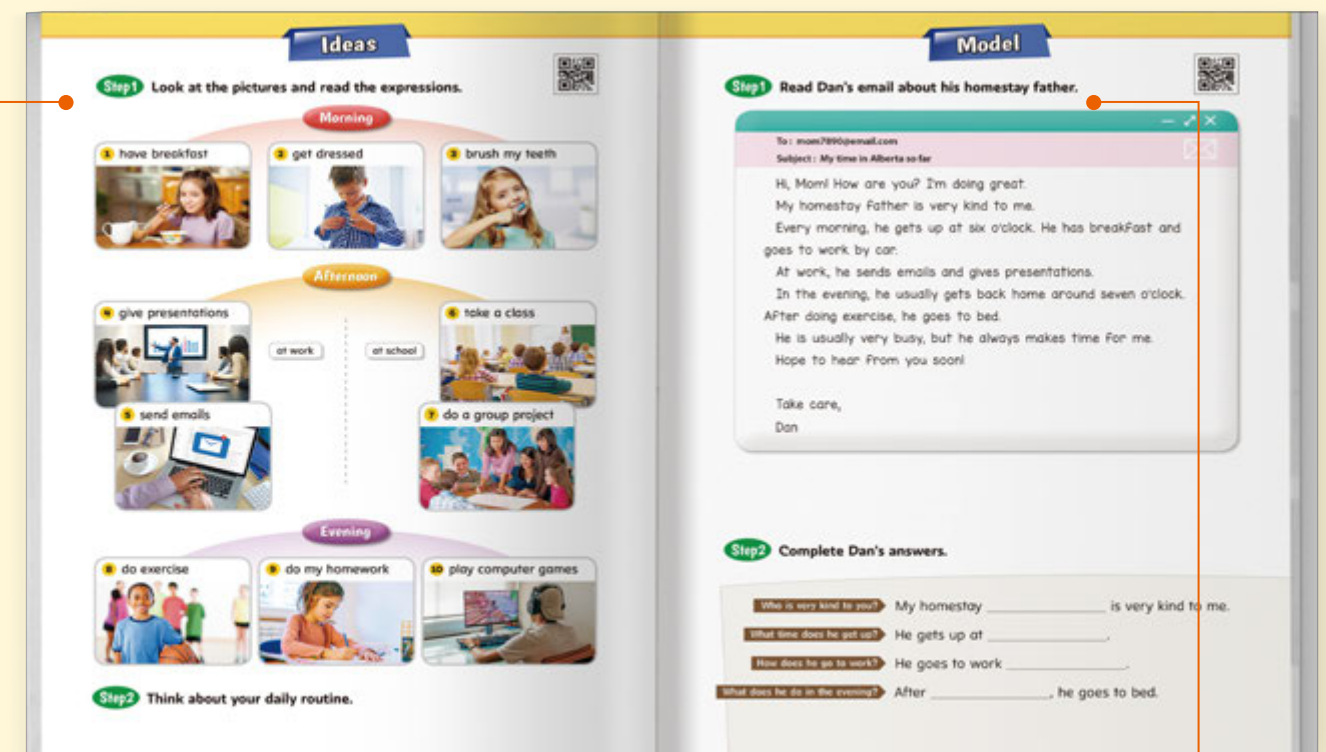 Ideas
Step1 Look at the pictures and read the expressions.
Morning
1 have breakfast
2 get dressed
3 brush my teeth
Afternoon
4 give presentations
at work
at school
6 take a class
5 send emails
7 do a group project
Evening
8 do exercise
9 do my homework
10 play computer games
Step2 Think about your daily routine.
Model
Step1 Read Dan's email about his homestay father.
To : mom7890@email.com
Subject : My time in Alberta so far
Hi, Mom! How are you? I'm doing great.
My homestay father is very kind to me.
Every morning, he gets up at six o'clock. He has breakfast and
goes to work by car.
At work, he sends emails and gives presentations.
In the evening, he usually gets back home around seven o'clock.
After doing exercise, he goes to bed.
He is usually very busy, but he always makes time for me.
Hope to hear from you soon!
Take care,
Dan
Step2 Complete Dan's answers.
Who is very kind to you? My homestay ____________ is very kind to me.
What time does he get up? He gets up at ____________.
How does he go to work? He goes to work ____________.
What does he do in the evening? After ____________, he goes to bed.